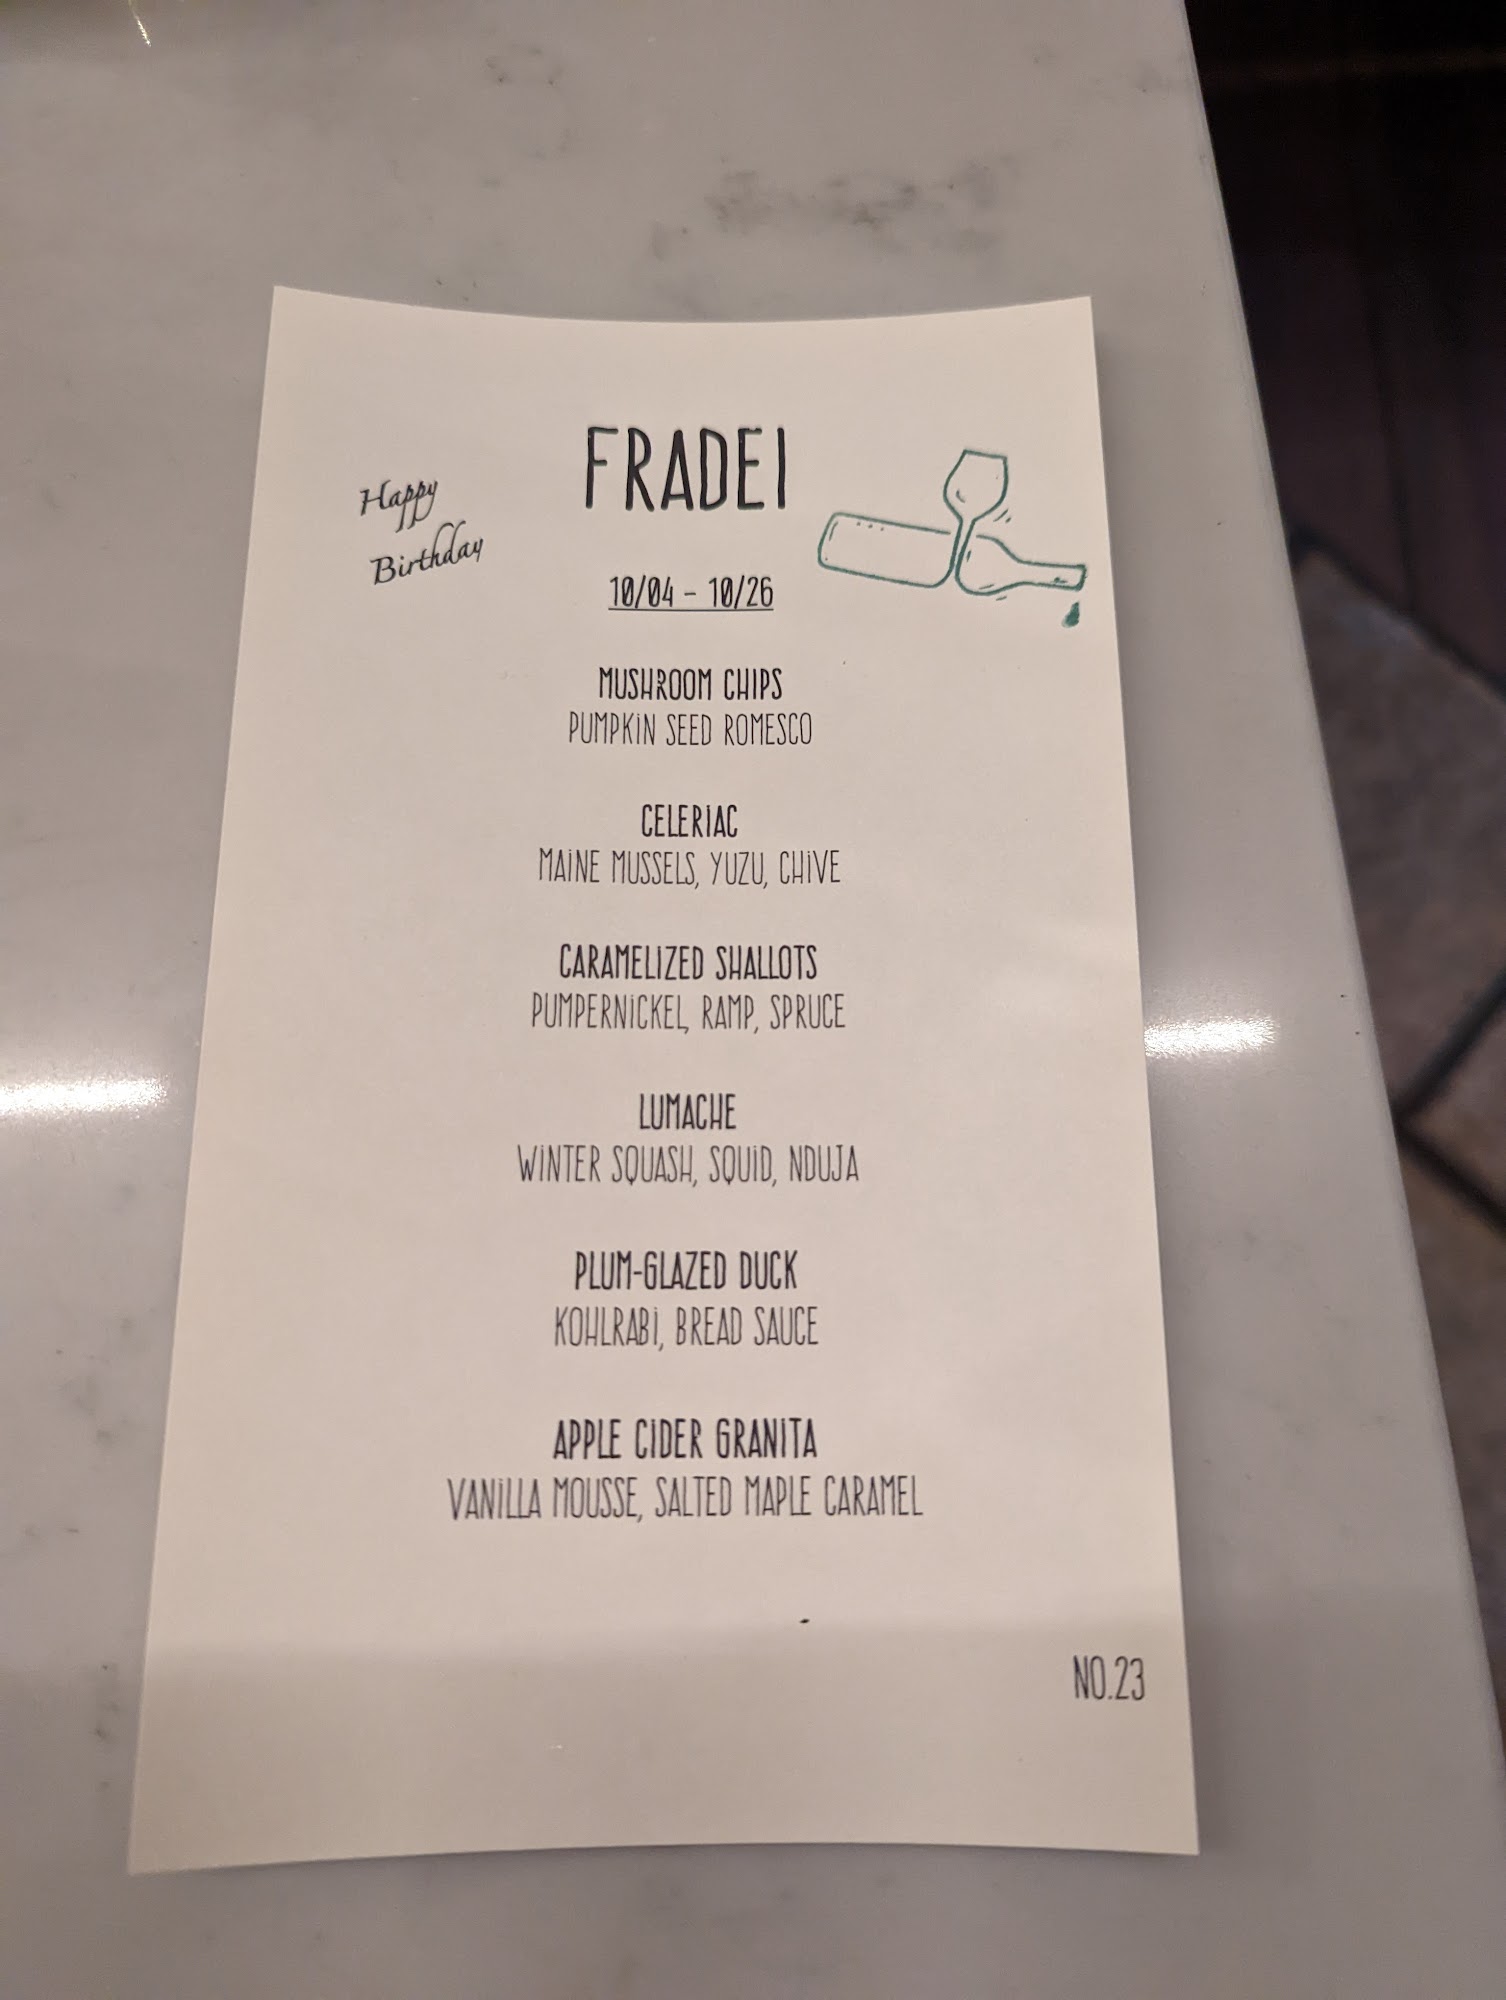 Happy
Birthday
FRADEI
10/04 - 10/26
MUSHROOM CHIPS
PUMPKIN SEED ROMESCO
CELERIAC
MAINE MUSSELS, YUZU, CHIVE
CARAMELIZED SHALLOTS
PUMPERNICKEL, RAMP, SPRUCE
LUMACHE
WINTER SQUASH, SQUID, NDUJA
PLUM-GLAZED DUCK
KOHLRABI, BREAD SAUCE
APPLE CIDER GRANITA
VANILLA MOUSSE, SALTED MAPLE CARAMEL
NO.23